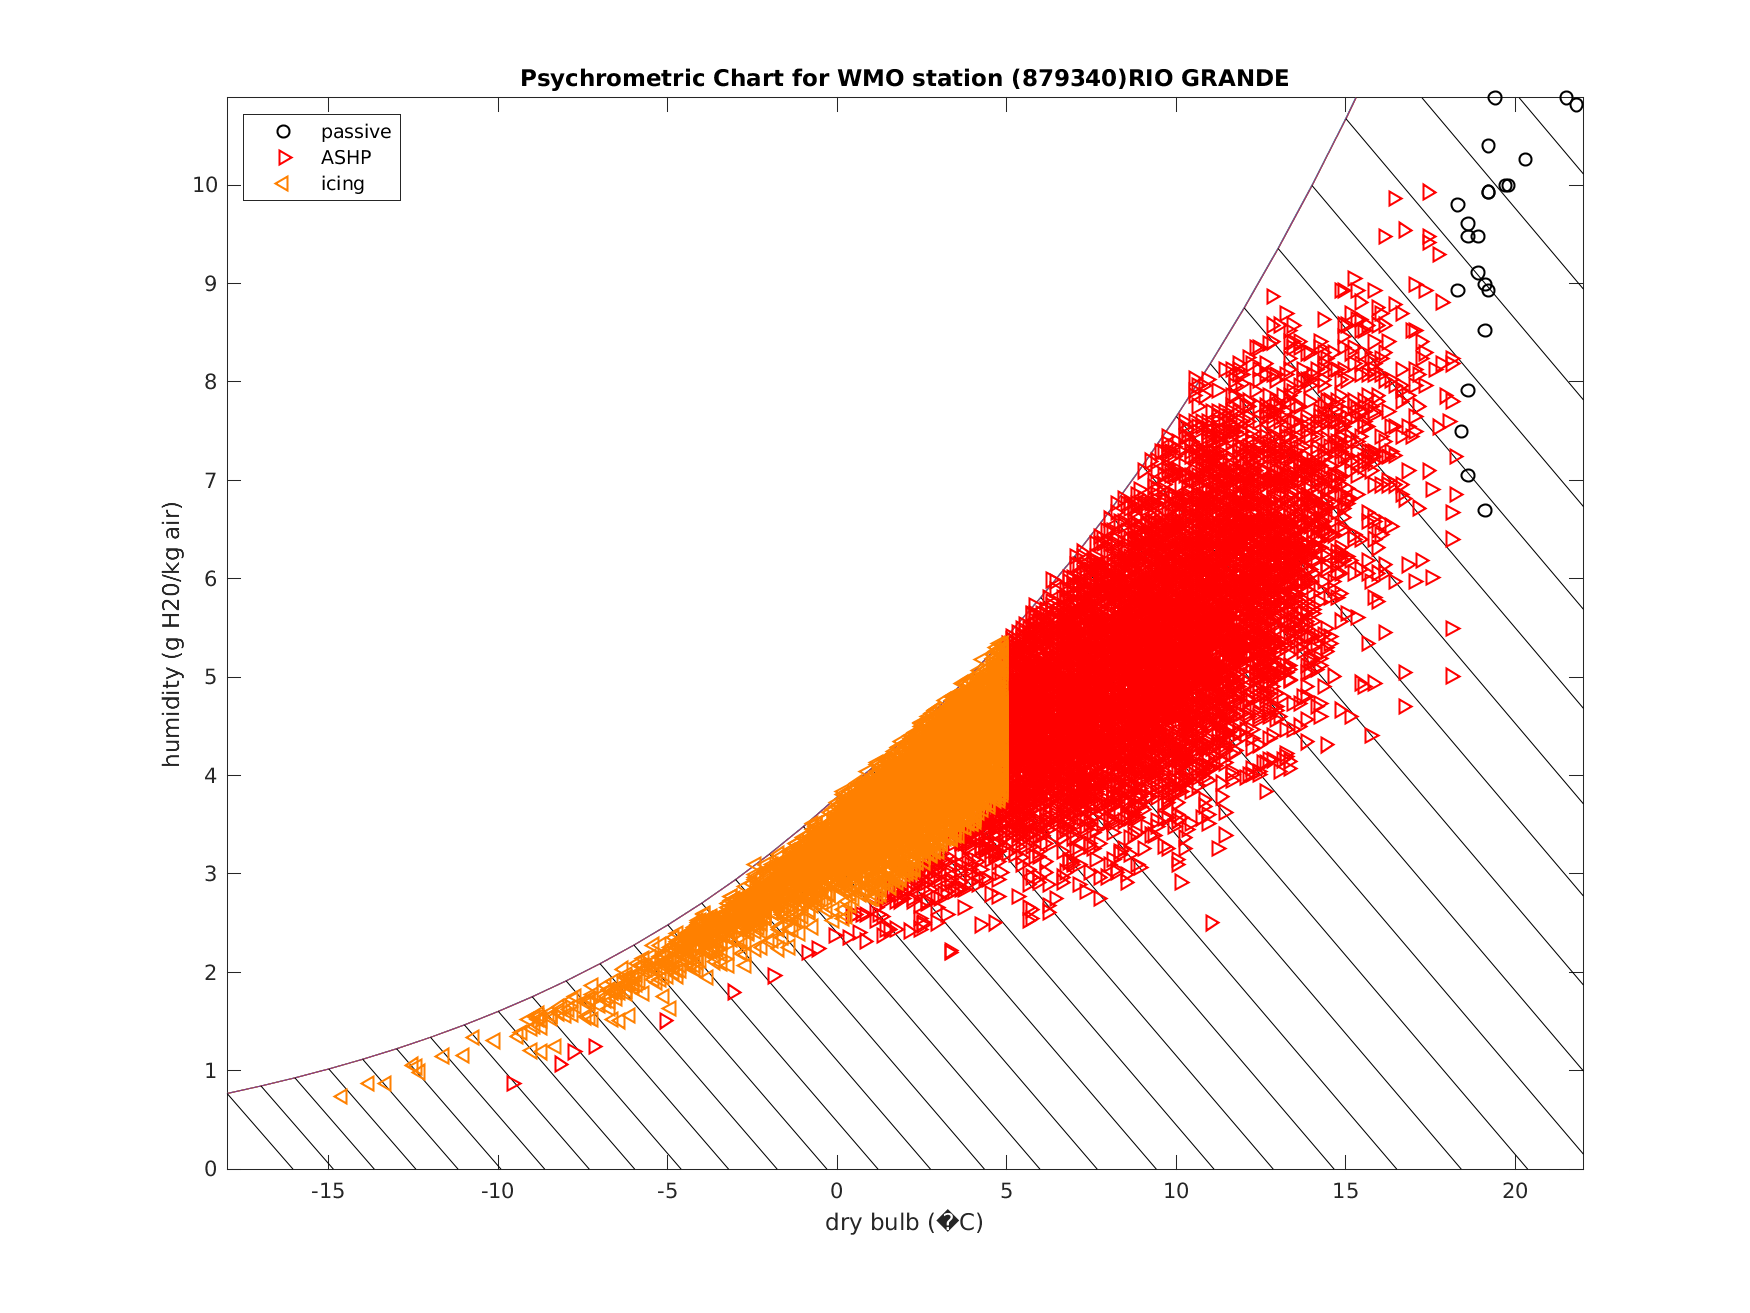 Psychrometric Chart for WMO station (879340)RIO GRANDE
passive
ASHP
icing
humidity (g H20/kg air)
10
9
8
7
6
5
4
3
2
1
0
-15 -10 -5 0 5 10 15 20
dry bulb (�C)